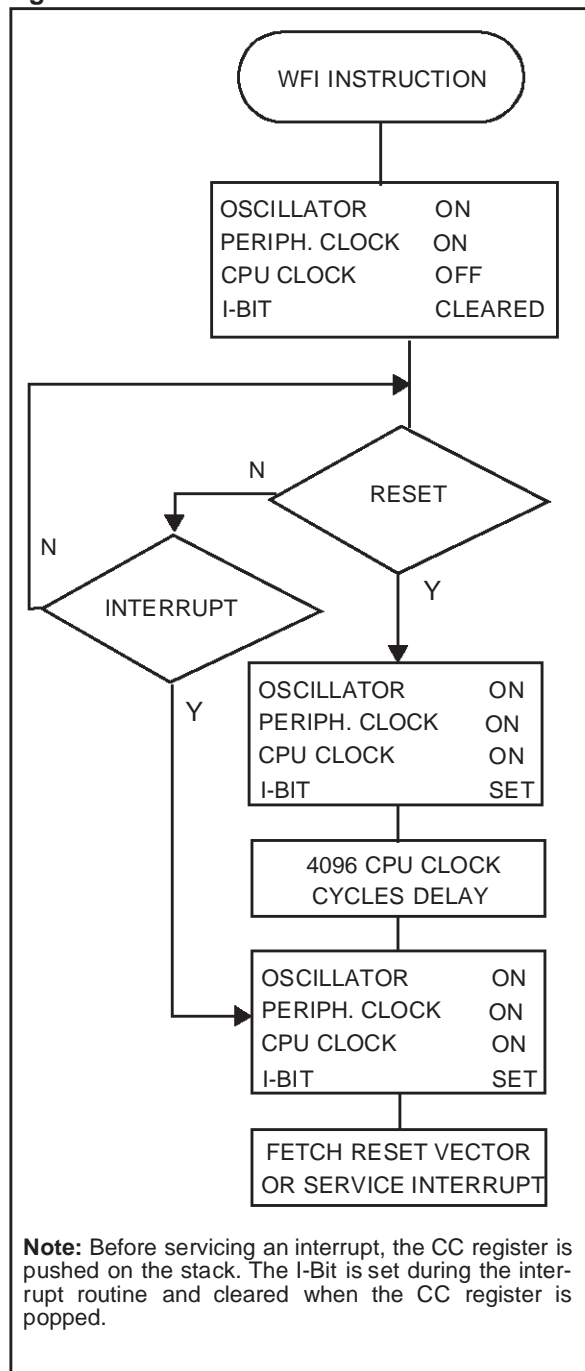 WFI INSTRUCTION
OSCILLATOR ON
PERIPH. CLOCK ON
CPU CLOCK OFF
I-BIT CLEARED
N
RESET
N
INTERRUPT
Y
Y
OSCILLATOR ON
PERIPH. CLOCK ON
CPU CLOCK ON
I-BIT SET
4096 CPU CLOCK
CYCLES DELAY
OSCILLATOR ON
PERIPH. CLOCK ON
CPU CLOCK ON
I-BIT SET
FETCH RESET VECTOR
OR SERVICE INTERRUPT
Note: Before servicing an interrupt, the CC register is
pushed on the stack. The I-Bit is set during the inter-
rupt routine and cleared when the CC register is
popped.